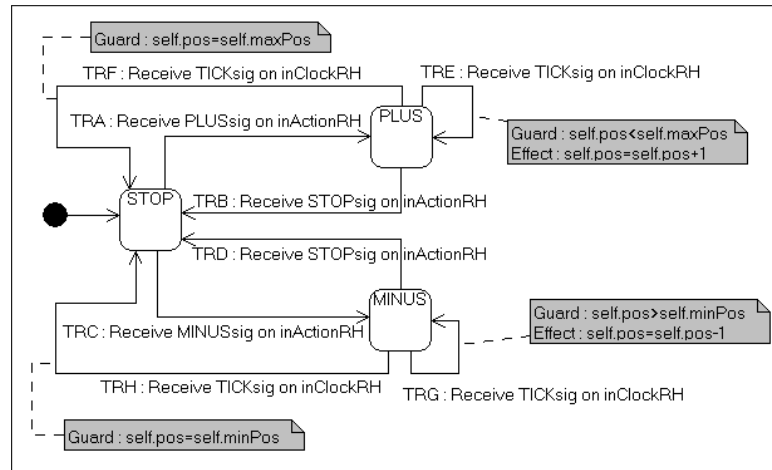 Guard : self.pos=self.maxPos
TRF : Receive TICKsig on inClockRH
TRE : Receive TICKsig on inClockRH
TRA : Receive PLUSsig on inActionRH
PLUS
Guard : self.pos<self.maxPos
Effect : self.pos=self.pos+1
STOP
TRB : Receive STOPsig on inActionRH
TRD : Receive STOPsig on inActionRH
MINUS
Guard : self.pos>self.minPos
Effect : self.pos=self.pos-1
TRC : Receive MINUSsig on inActionRH
TRH : Receive TICKsig on inClockRH
TRG : Receive TICKsig on inClockRH
Guard : self.pos=self.minPos